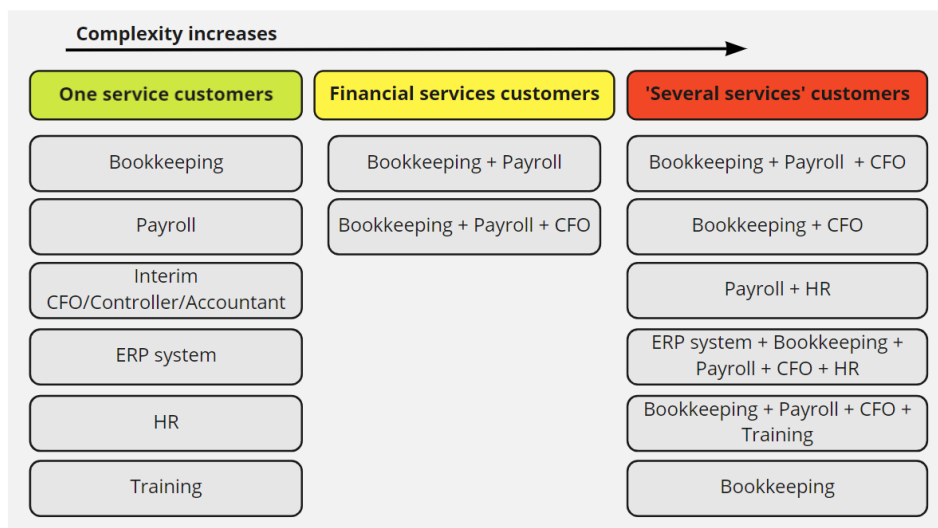 Complexity increases
One service customers
Financial services customers
'Several services' customers
Bookkeeping
Bookkeeping + Payroll
Bookkeeping + Payroll + CFO
Payroll
Bookkeeping + Payroll + CFO
Bookkeeping + CFO
Interim
CFO/Controller/Accountant
Payroll + HR
ERP system
ERP system + Bookkeeping +
Payroll + CFO + HR
HR
Bookkeeping + Payroll + CFO +
Training
Training
Bookkeeping